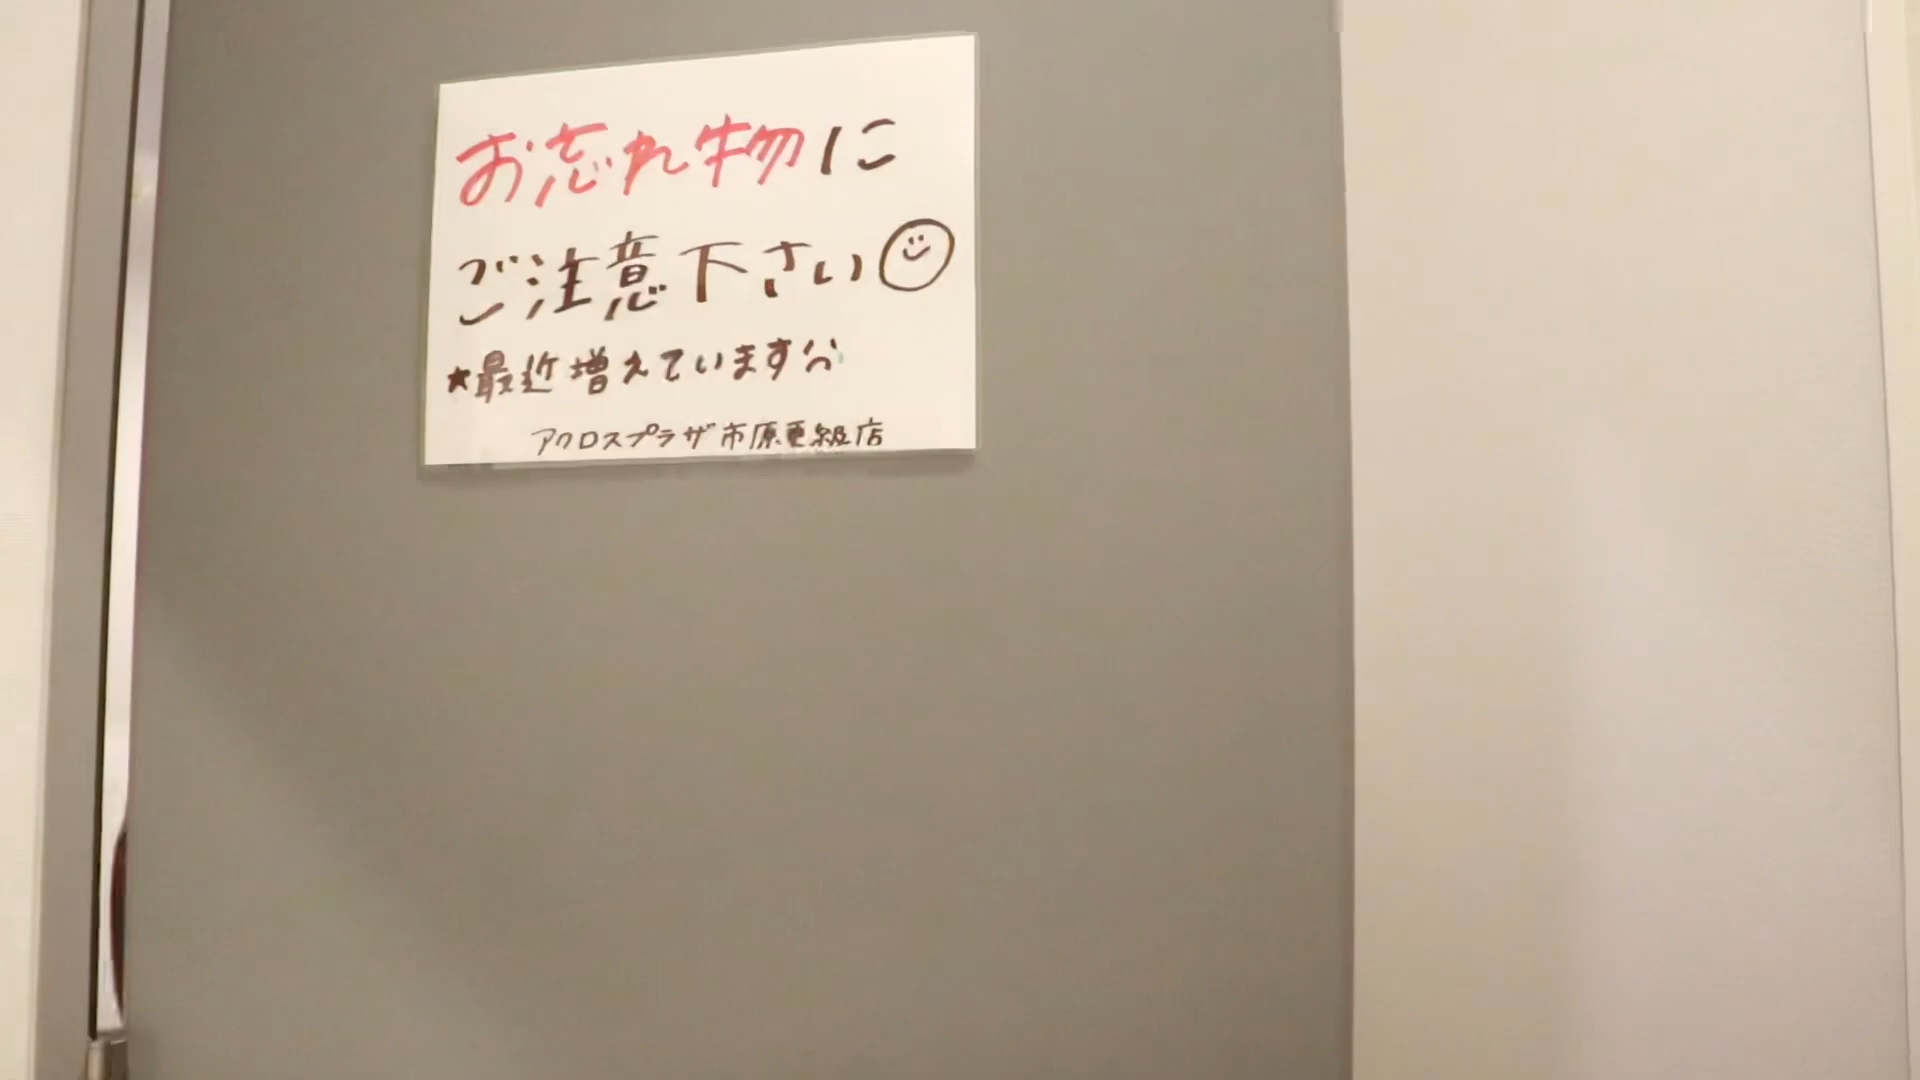 お忘れ物に
ご注意下さい
★最近増えています
アクロスプラザ市原更級店